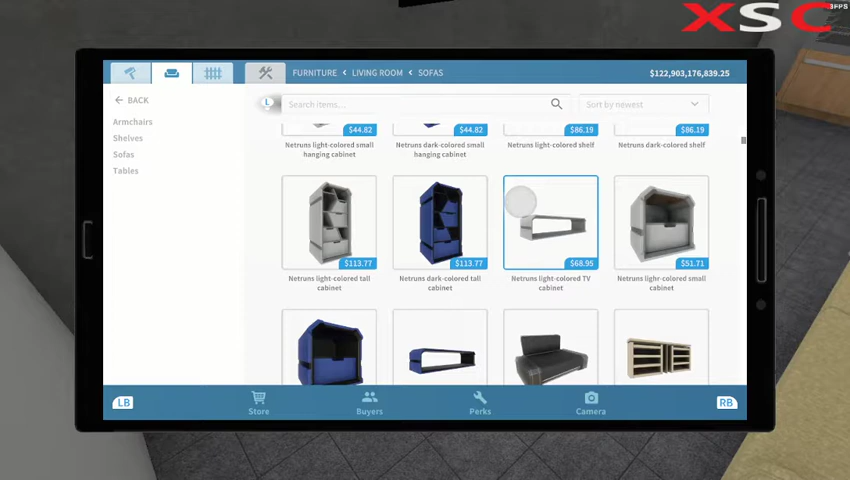 XSC
3FPS
FURNITURE < LIVING ROOM < SOFAS
$122,903,176,839.25
BACK
L
Search items...
Sort by newest
Armchairs
Shelves
Sofas
Tables
$44.82
$44.82
$86.19
$86.19
Netruns light-colored small
hanging cabinet
Netruns dark-colored small
hanging cabinet
Netruns light-colored shelf
Netruns dark-colored shelf
$113.77
$113.77
$68.95
$51.71
Netruns light-colored tall
cabinet
Netruns dark-colored tall
cabinet
Netruns light-colored TV
cabinet
Netruns lighr-colored small
cabinet
LB
Store
Buyers
Perks
Camera
RB